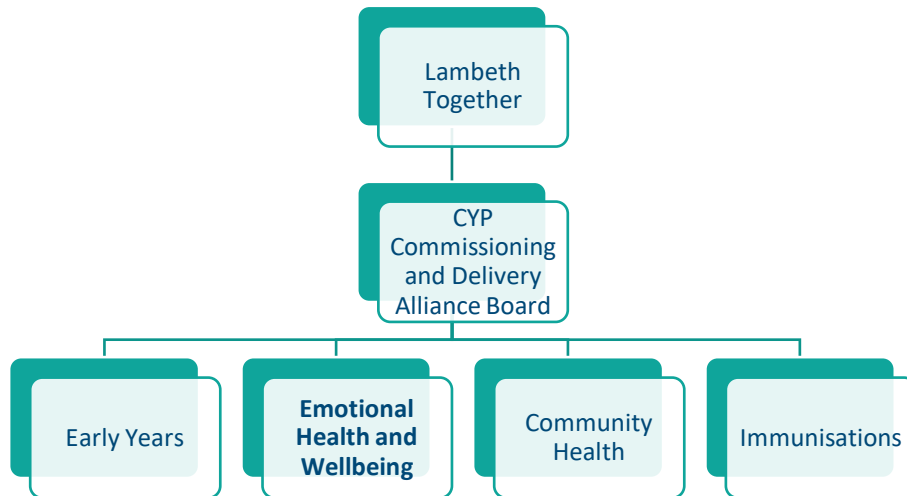 Lambeth
Together
CYP
Commissioning
and Delivery
Alliance Board
Early Years
Emotional
Health and
Wellbeing
Community
Health
Immunisations